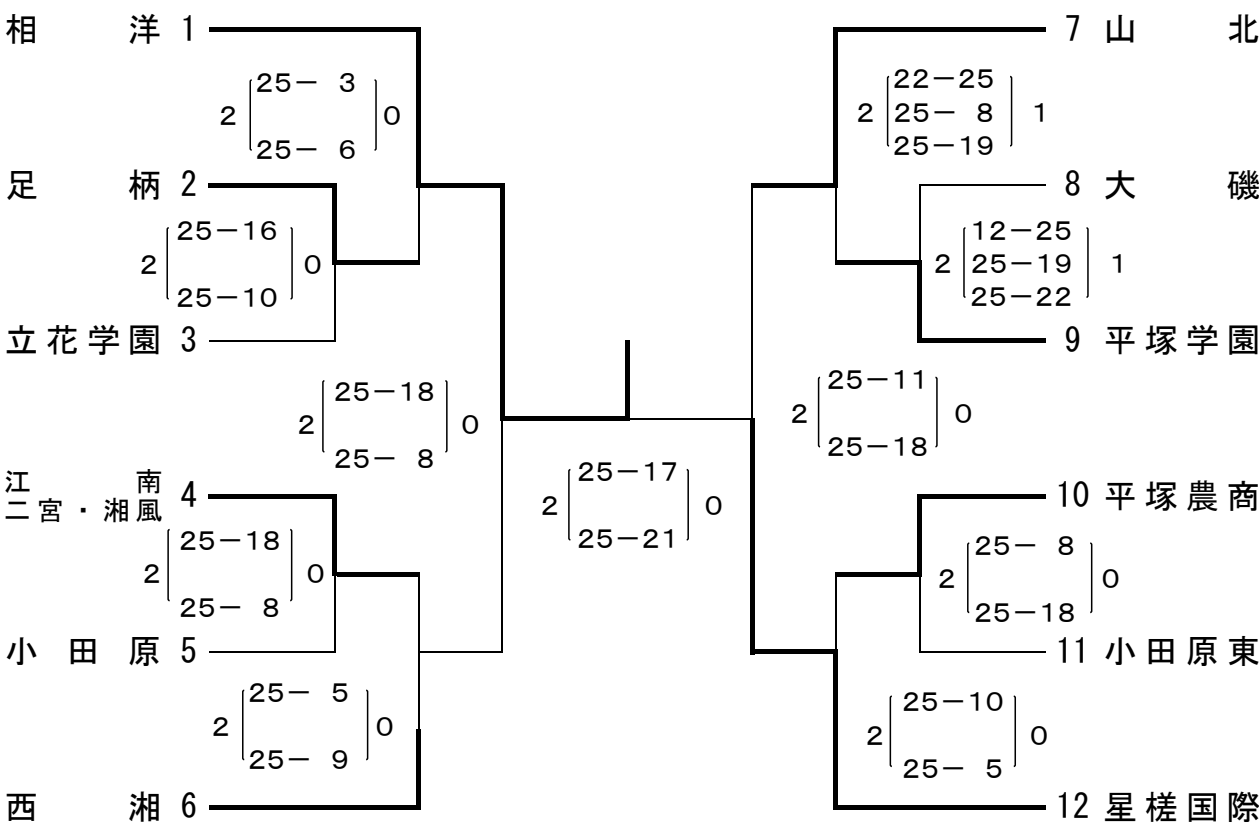 相洋 1
25－ 3
2 0
25－ 6
足柄 2
25－16
2 0
25－10
立花学園 3
25－18
2 0
25－ 8
江南
二宮・湘風 4
25－18
2 0
25－ 8
小田原 5
25－ 5
2 0
25－ 9
西湘 6
25－17
2 0
25－21
7 山北
22－25
2 25－ 8 1
25－19
8 大磯
12－25
2 25－19 1
25－22
9 平塚学園
25－11
2 0
25－18
10 平塚農商
25－ 8
2 0
25－18
11 小田原東
25－10
2 0
25－ 5
12 星槎国際